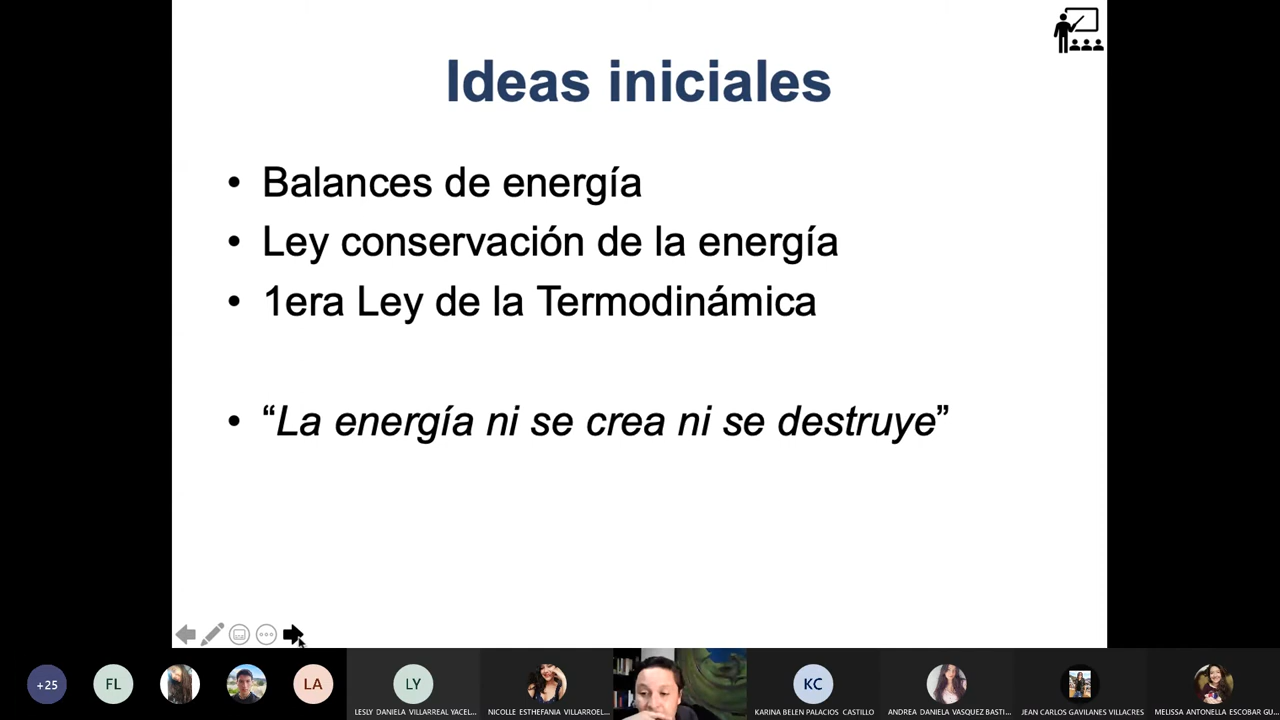 Ideas iniciales
• Balances de energía
• Ley conservación de la energía
• 1era Ley de la Termodinámica
• “La energía ni se crea ni se destruye”
+25
FL
LA
LY
KC
LESLY DANIELA VILLARREAL YACEL...
NICOLLE ESTHEFANIA VILLARROEL...
KARINA BELEN PALACIOS CASTILLO
ANDREA DANIELA VASQUEZ BASTI...
JEAN CARLOS GAVILANES VILLACRES
MELISSA ANTONELLA ESCOBAR GU...